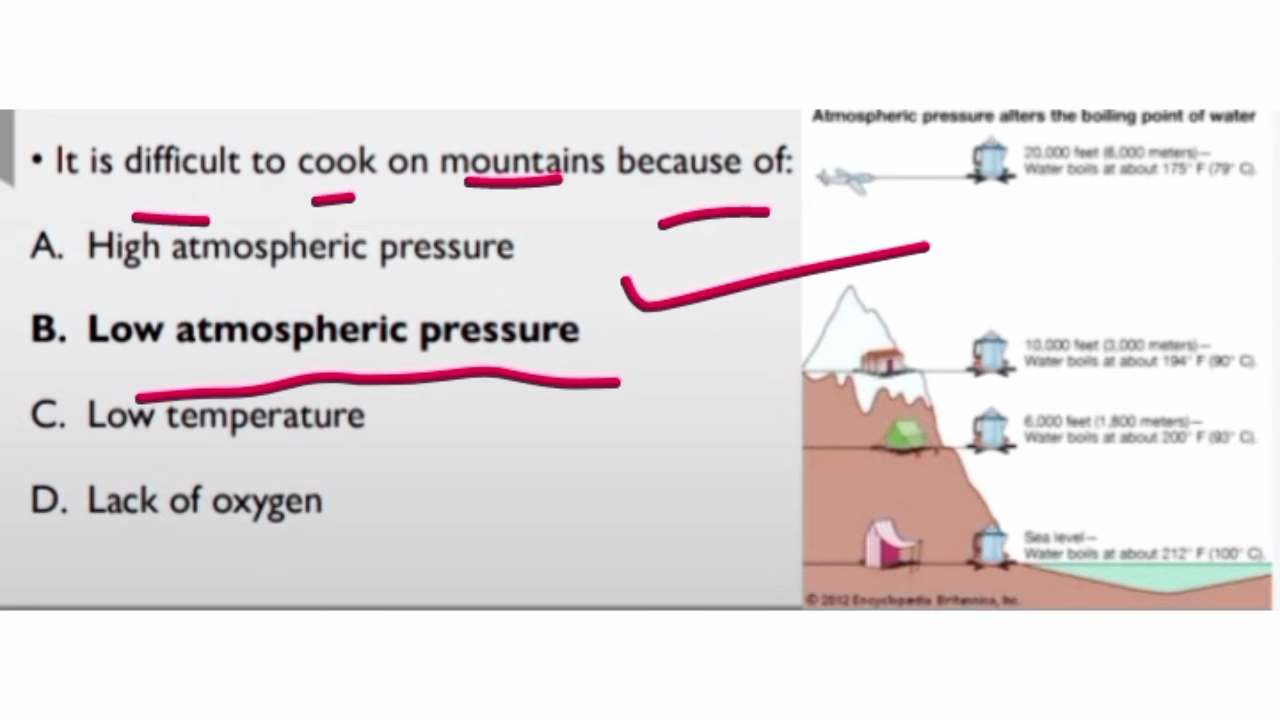 • It is difficult to cook on mountains because of:
A. High atmospheric pressure
B. Low atmospheric pressure
C. Low temperature
D. Lack of oxygen
Atmospheric pressure alters the boiling point of water
20,000 feet (6,000 meters)—
Water boils at about 175° F (79° C).
10,000 feet (3,000 meters)—
Water boils at about 194° F (90° C).
6,000 feet (1,800 meters)—
Water boils at about 200° F (93° C).
Sea level—
Water boils at about 212° F (100° C).
© 2012 Encyclopædia Britannica, Inc.